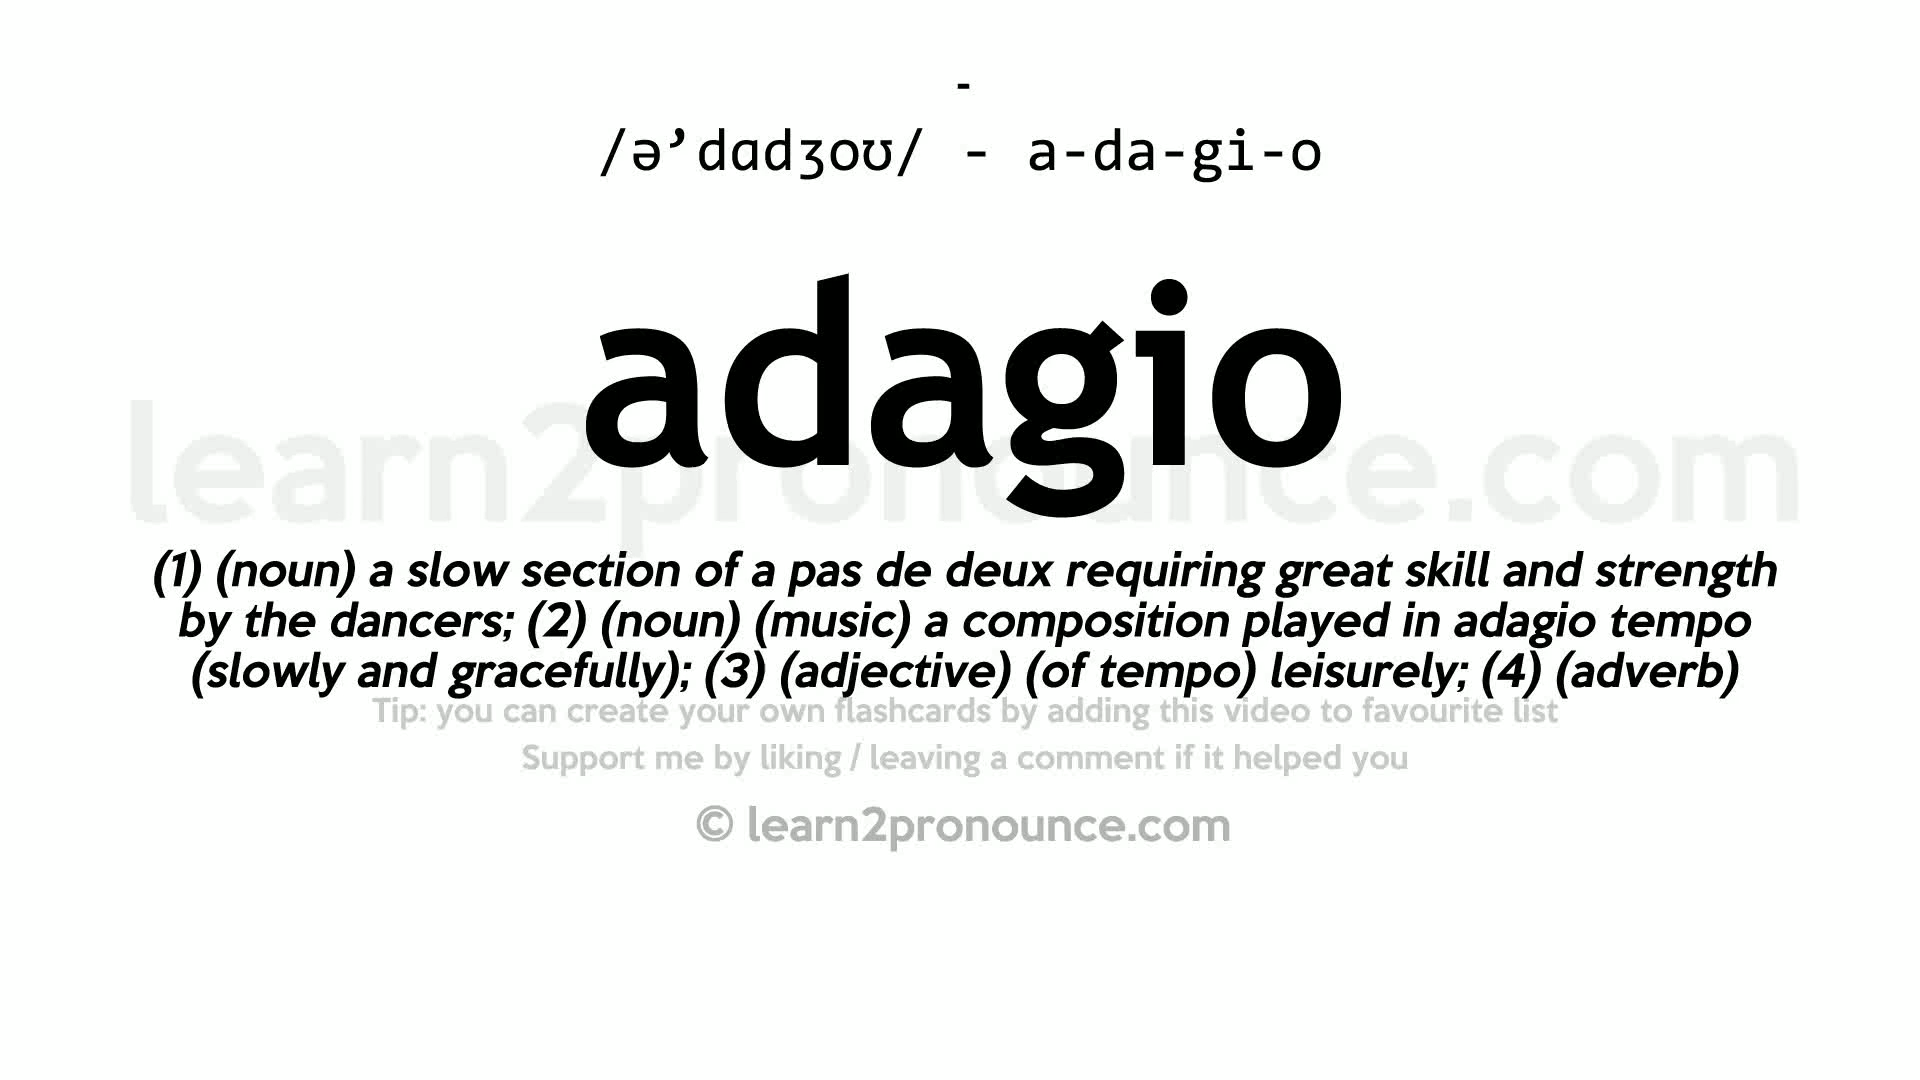 -
/əʼdɑdʒoʊ/ - a-da-gi-o
adagio
learn2pronounce.com
(1) (noun) a slow section of a pas de deux requiring great skill and strength
by the dancers; (2) (noun) (music) a composition played in adagio tempo
(slowly and gracefully); (3) (adjective) (of tempo) leisurely; (4) (adverb)
Tip: you can create your own flashcards by adding this video to favourite list
Support me by liking / leaving a comment if it helped you
© learn2pronounce.com